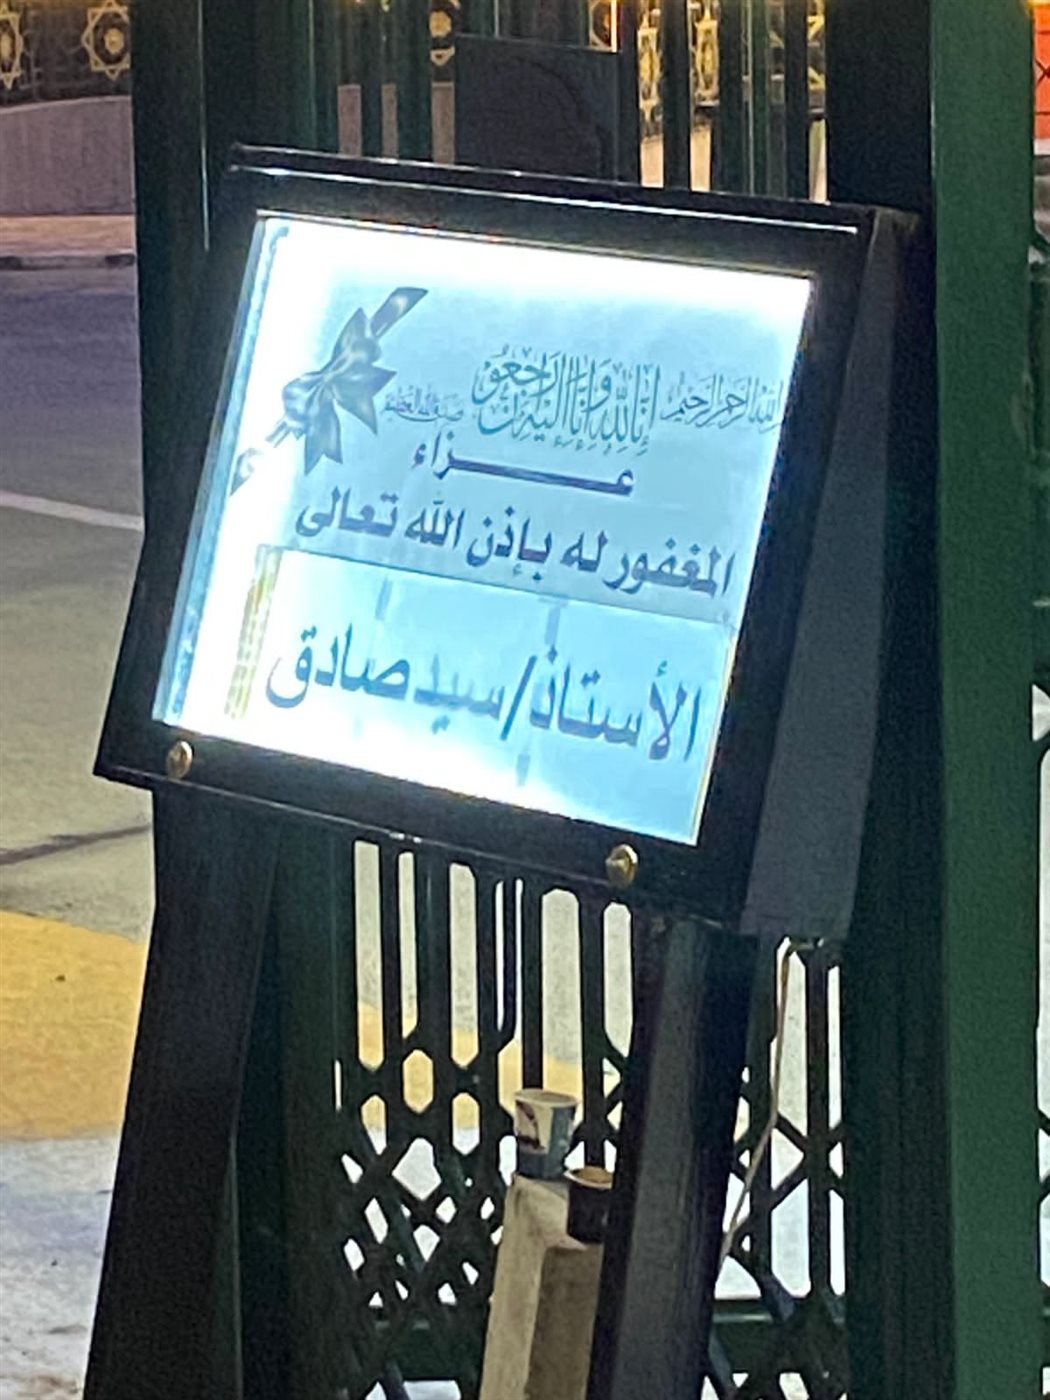 بسم الله الرحمن الرحيم إنا لله وإنا إليه راجعون صدق الله العظيم
عزاء
المغفور له بإذن الله تعالى
الأستاذ/سيد صادق